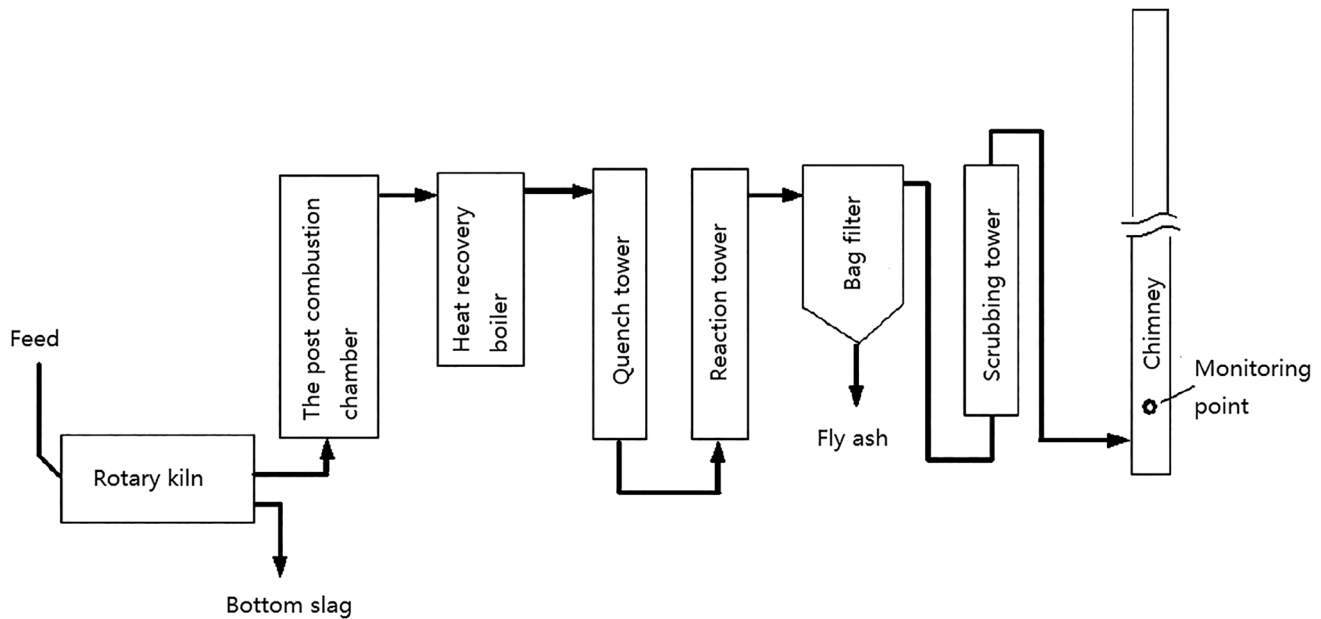 Feed
Rotary kiln
Bottom slag
The post combustion
chamber
Heat recovery
boiler
Quench tower
Reaction tower
Bag filter
Fly ash
Scrubbing tower
Chimney
Monitoring
point